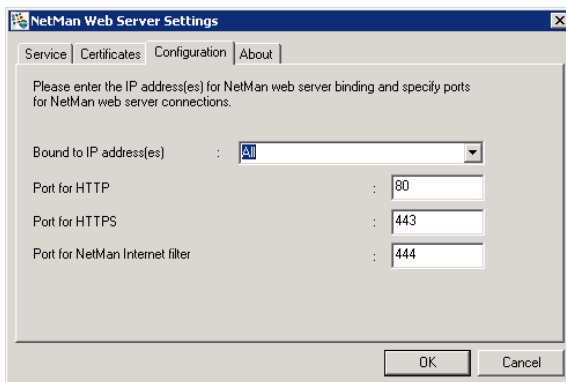 NetMan Web Server Settings
Service Certificates Configuration About
Please enter the IP address(es) for NetMan web server binding and specify ports
for NetMan web server connections.
Bound to IP address(es) : All
Port for HTTP : 80
Port for HTTPS : 443
Port for NetMan Internet filter : 444
OK Cancel